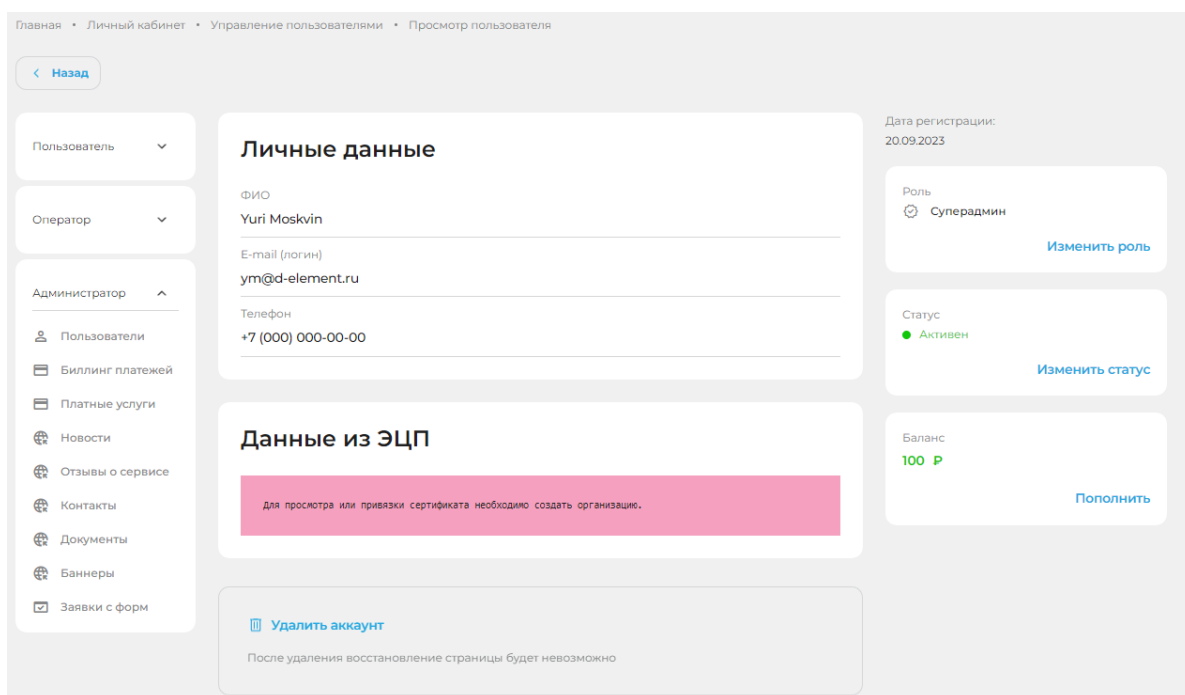 Главная • Личный кабинет • Управление пользователями • Просмотр пользователя
Назад
Пользователь
Оператор
Администратор
Пользователи
Биллинг платежей
Платные услуги
Новости
Отзывы о сервисе
Контакты
Документы
Баннеры
Заявки с форм
Личные данные
ФИО
Yuri Moskvin
E-mail (логин)
ym@d-element.ru
Телефон
+7 (000) 000-00-00
Данные из ЭЦП
Для просмотра или привязки сертификата необходимо создать организацию.
Удалить аккаунт
После удаления восстановление страницы будет невозможно
Дата регистрации:
20.09.2023
Роль
Суперадмин
Изменить роль
Статус
Активен
Изменить статус
Баланс
100 ₽
Пополнить